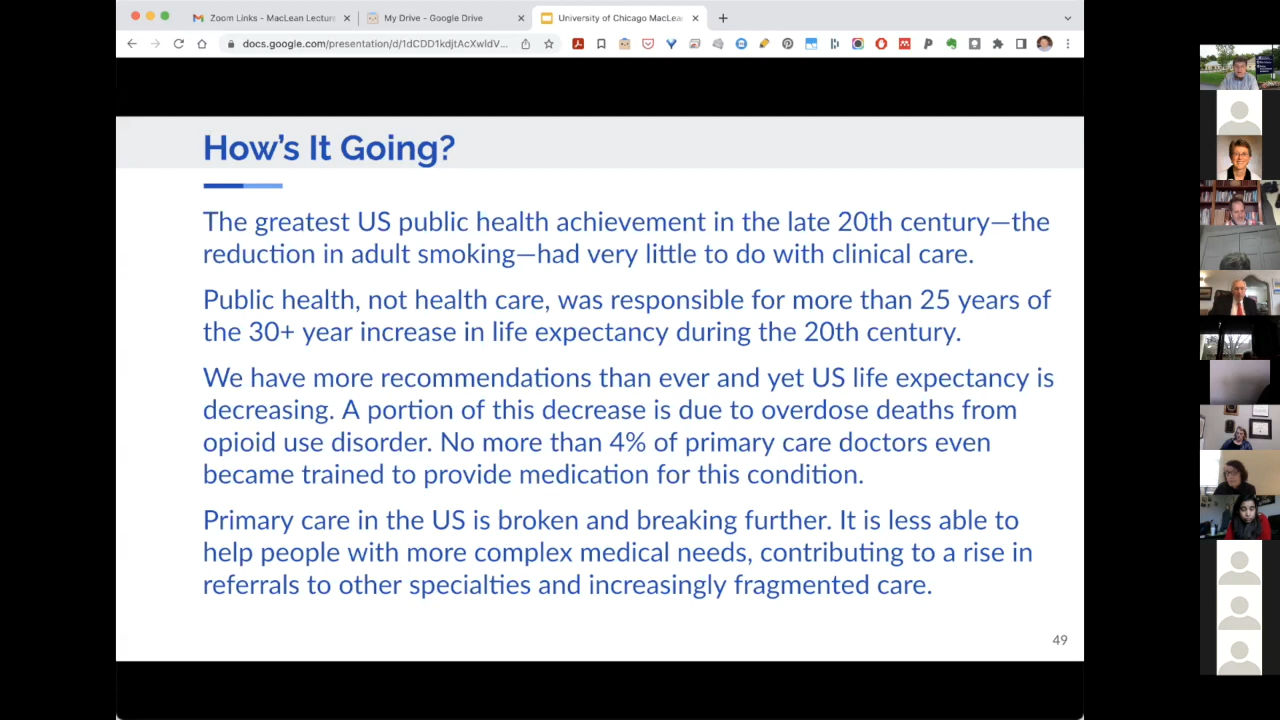 Zoom Links - MacLean Lecture
My Drive - Google Drive
University of Chicago MacLea
docs.google.com/presentation/d/1dCDD1kdjtAcXwldV...
How's It Going?
The greatest US public health achievement in the late 20th century—the
reduction in adult smoking—had very little to do with clinical care.
Public health, not health care, was responsible for more than 25 years of
the 30+ year increase in life expectancy during the 20th century.
We have more recommendations than ever and yet US life expectancy is
decreasing. A portion of this decrease is due to overdose deaths from
opioid use disorder. No more than 4% of primary care doctors even
became trained to provide medication for this condition.
Primary care in the US is broken and breaking further. It is less able to
help people with more complex medical needs, contributing to a rise in
referrals to other specialties and increasingly fragmented care.
49